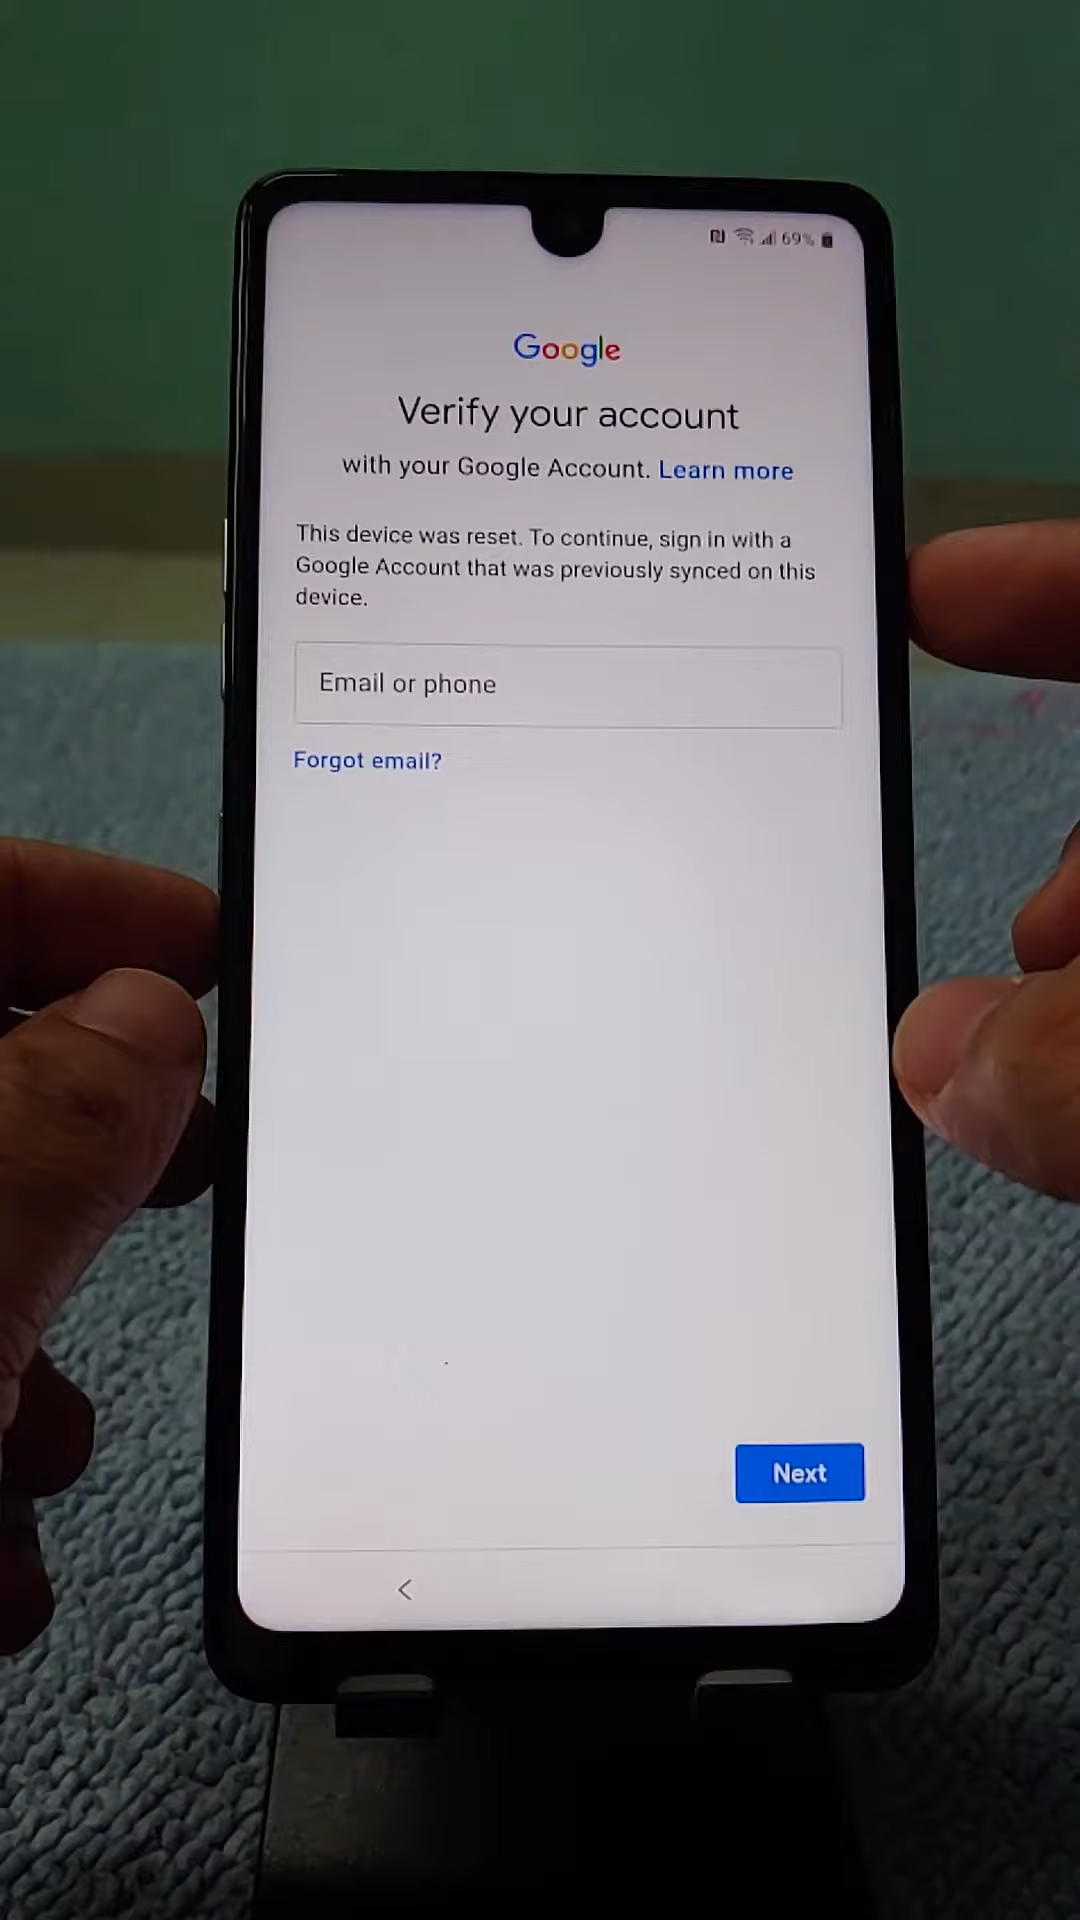 69%
Google
Verify your account
with your Google Account. Learn more
This device was reset. To continue, sign in with a
Google Account that was previously synced on this
device.
Email or phone
Forgot email?
Next